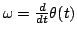 ω = d/dt θ(t)